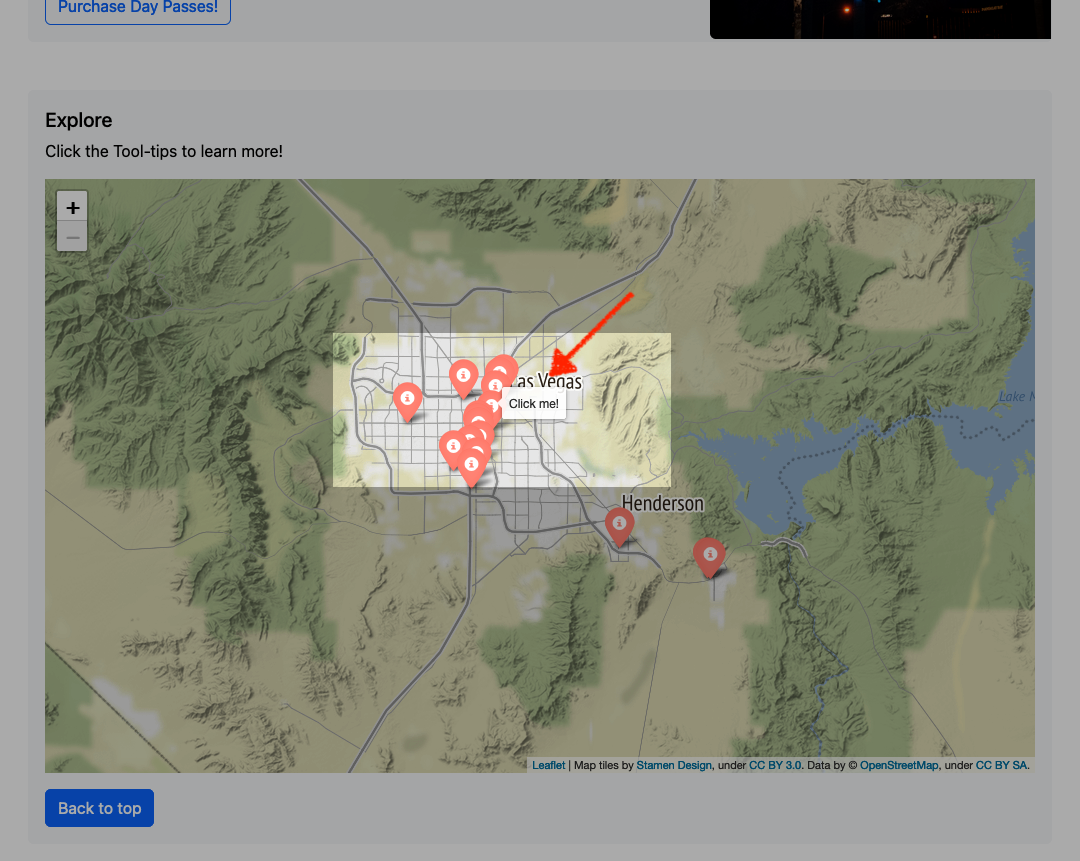 Purchase Day Passes!
Explore
Click the Tool-tips to learn more!
+
−
Las Vegas
Click me!
Lake
Henderson
Leaflet | Map tiles by Stamen Design, under CC BY 3.0. Data by © OpenStreetMap, under CC BY SA.
Back to top